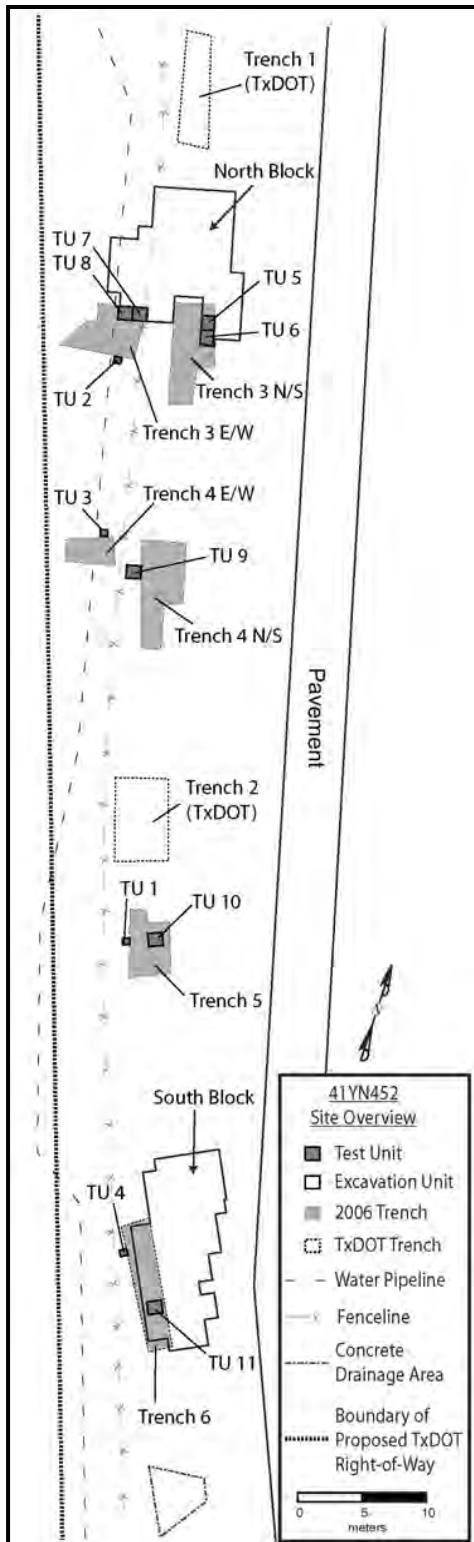 Trench 1
(TxDOT)
North Block
TU 7
TU 8
TU 5
TU 6
TU 2
Trench 3 N/S
Trench 3 E/W
TU 3
Trench 4 E/W
TU 9
Trench 4 N/S
Pavement
Trench 2
(TxDOT)
TU 1
TU 10
Trench 5
N
South Block
TU 4
TU 11
Trench 6
41YN452
Site Overview
Test Unit
Excavation Unit
2006 Trench
TxDOT Trench
Water Pipeline
Fenceline
Concrete
Drainage Area
Boundary of
Proposed TxDOT
Right-of-Way
0 5 10
meters